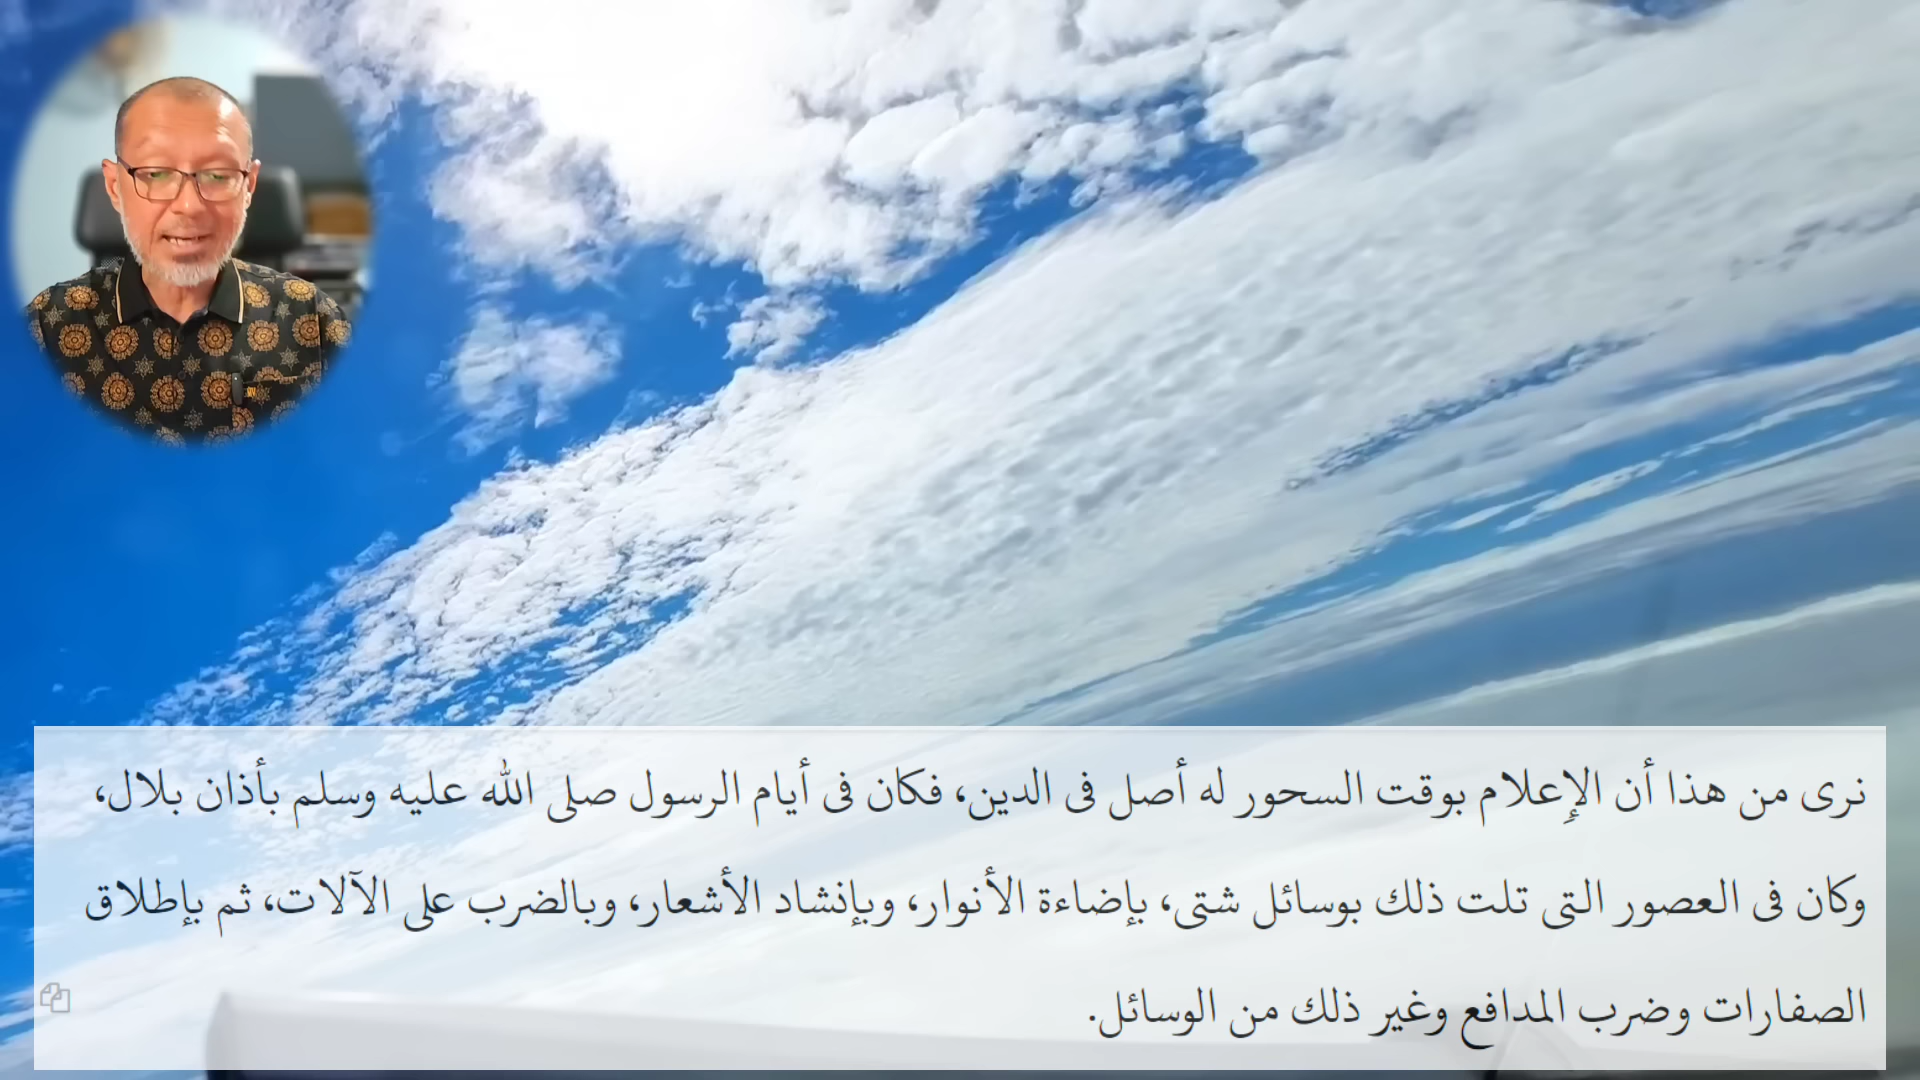 نرى من هذا أن الإعلام بوقت السحور له أصل فى الدين، فكان فى أيام الرسول صلى الله عليه وسلم بأذان بلال،
وكان فى العصور التى تلت ذلك بوسائل شتى، بإضاءة الأنوار، وبإنشاد الأشعار، وبالضرب على الآلات، ثم بإطلاق
الصفارات وضرب المدافع وغير ذلك من الوسائل.